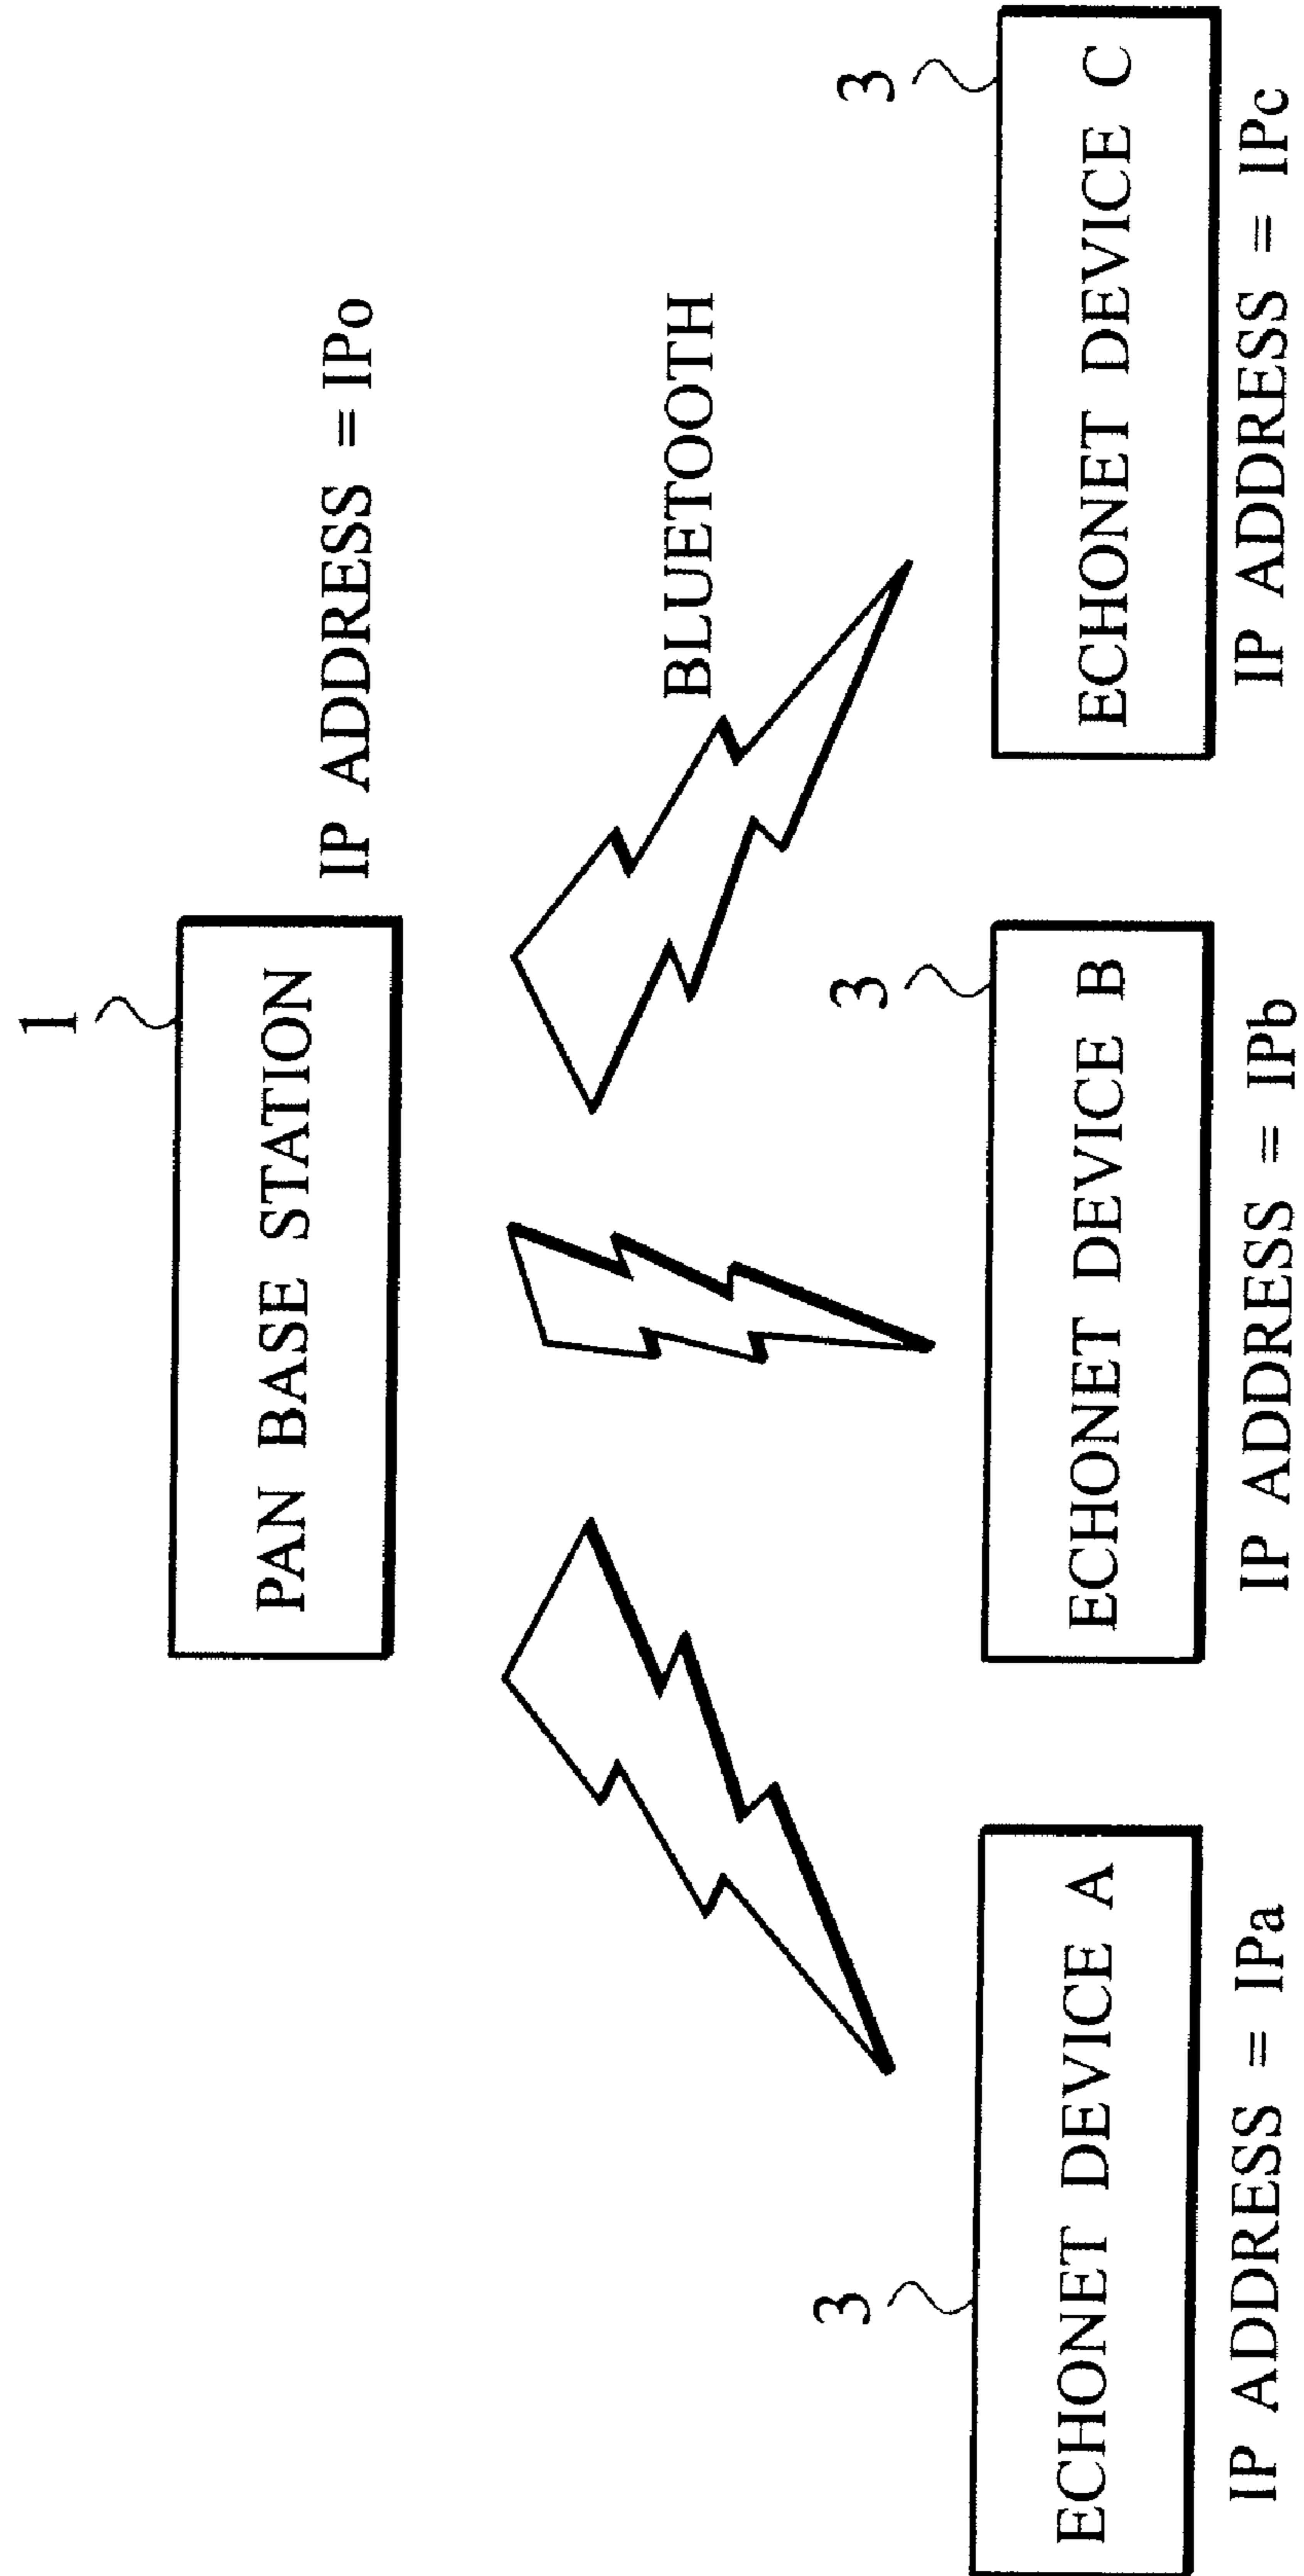 1
PAN BASE STATION
IP ADDRESS = IPo
BLUETOOTH
3
ECHONET DEVICE A
IP ADDRESS = IPa
3
ECHONET DEVICE B
IP ADDRESS = IPb
3
ECHONET DEVICE C
IP ADDRESS = IPc